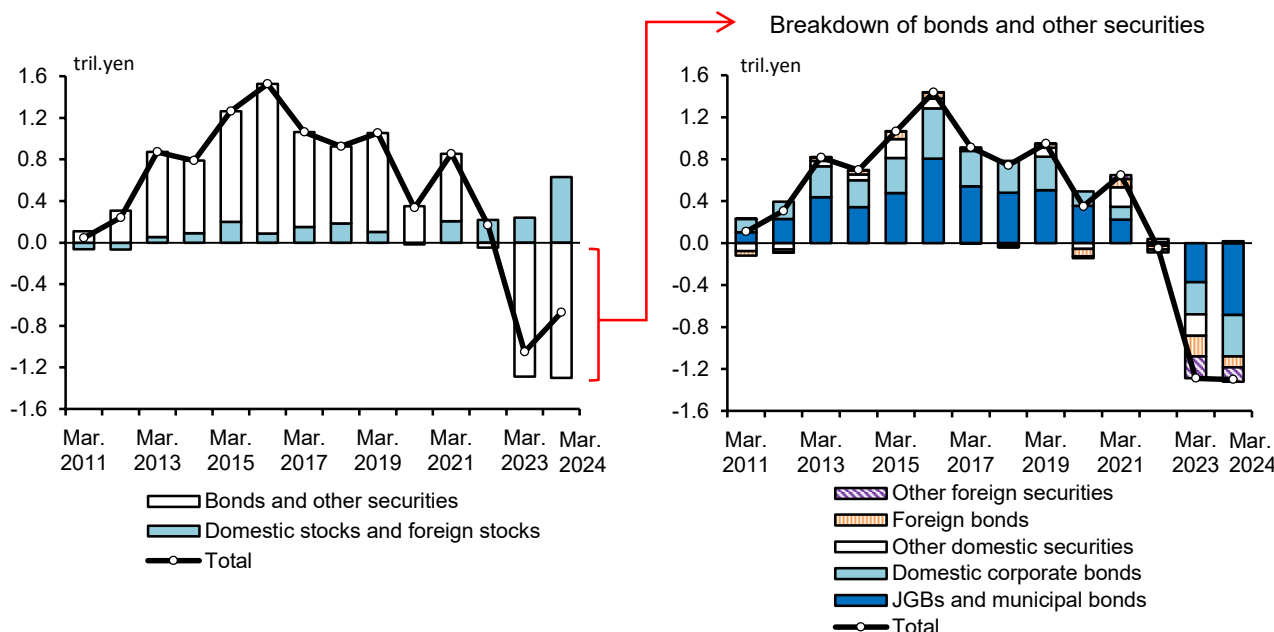 Breakdown of bonds and other securities
tril.yen
1.6
1.2
0.8
0.4
0.0
-0.4
-0.8
-1.2
-1.6
Mar. Mar. Mar. Mar. Mar. Mar. Mar. Mar.
2011 2013 2015 2017 2019 2021 2023 2024
Bonds and other securities
Domestic stocks and foreign stocks
Total
tril.yen
1.6
1.2
0.8
0.4
0.0
-0.4
-0.8
-1.2
-1.6
Mar. Mar. Mar. Mar. Mar. Mar. Mar. Mar.
2011 2013 2015 2017 2019 2021 2023 2024
Other foreign securities
Foreign bonds
Other domestic securities
Domestic corporate bonds
JGBs and municipal bonds
Total